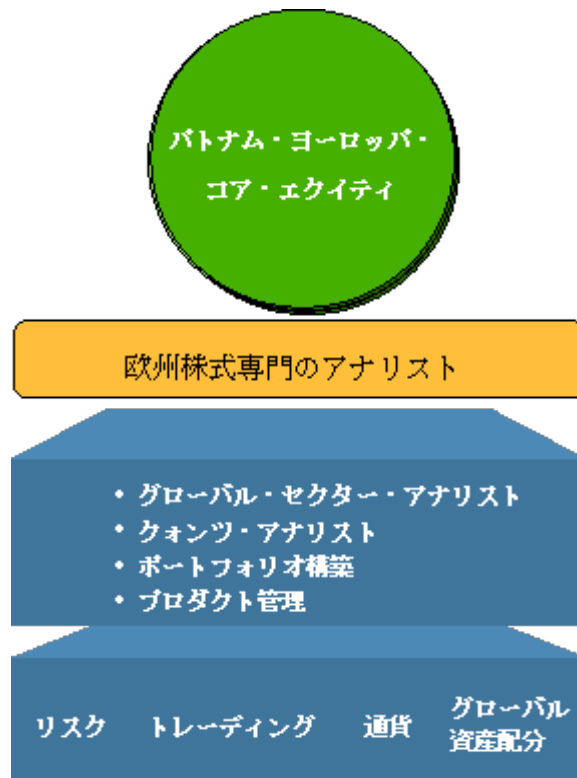 パトナム・ヨーロッパ・
コア・エクイティ
欧州株式専門のアナリスト
• グローバル・セクター・アナリスト
• クォンツ・アナリスト
• ポートフォリオ構築
• プロダクト管理
リスク トレーディング 通貨 グローバル
資産配分